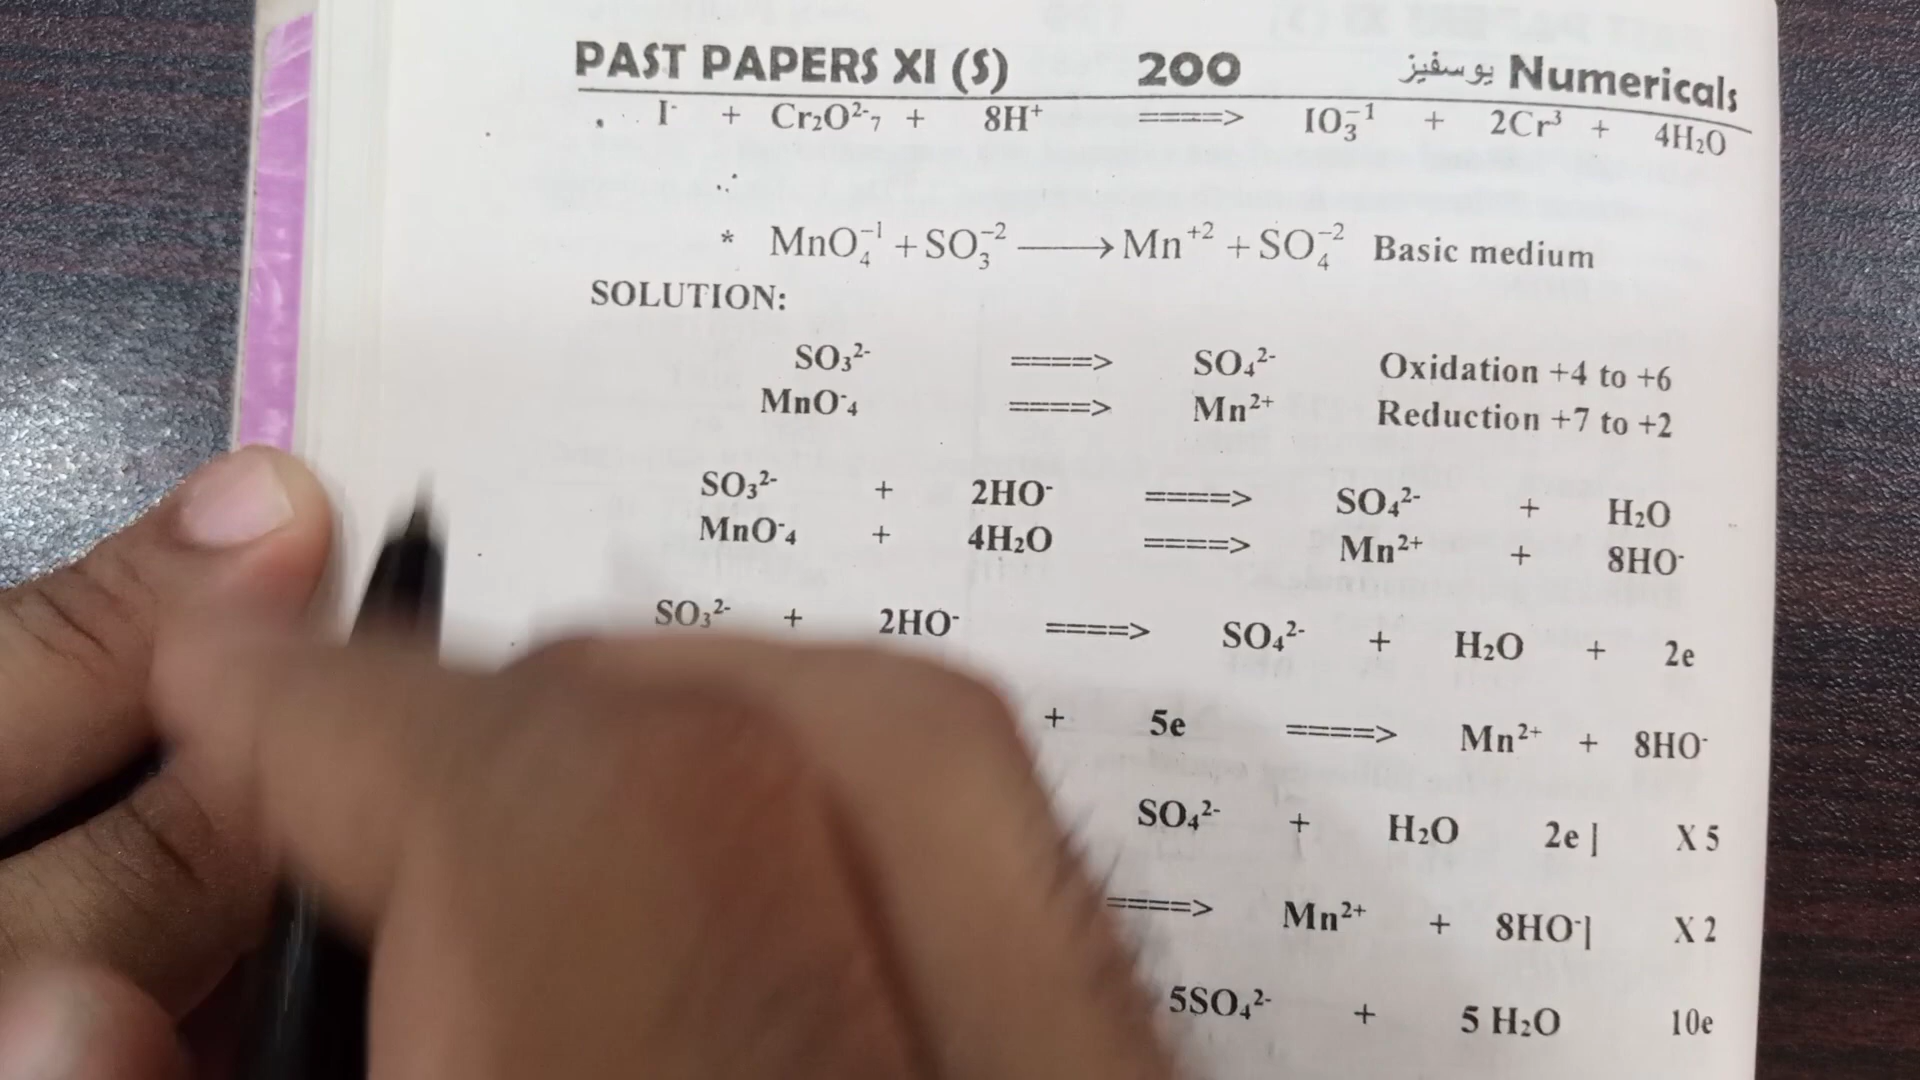 PAST PAPERS XI (S) 200 یوسفیز Numericals
I⁻ + Cr₂O²⁻₇ + 8H⁺ ====> IO₃⁻¹ + 2Cr³ + 4H₂O
* MnO₄⁻¹ + SO₃⁻² ⟶ Mn⁺² + SO₄⁻² Basic medium
SOLUTION:
SO₃²⁻ ====> SO₄²⁻ Oxidation +4 to +6
MnO⁻₄ ====> Mn²⁺ Reduction +7 to +2
SO₃²⁻ + 2HO⁻ ====> SO₄²⁻ + H₂O
MnO⁻₄ + 4H₂O ====> Mn²⁺ + 8HO⁻
SO₃²⁻ + 2HO⁻ ====> SO₄²⁻ + H₂O + 2e
+ 5e ====> Mn²⁺ + 8HO⁻
SO₄²⁻ + H₂O 2e | X 5
====> Mn²⁺ + 8HO⁻| X 2
5SO₄²⁻ + 5 H₂O 10e